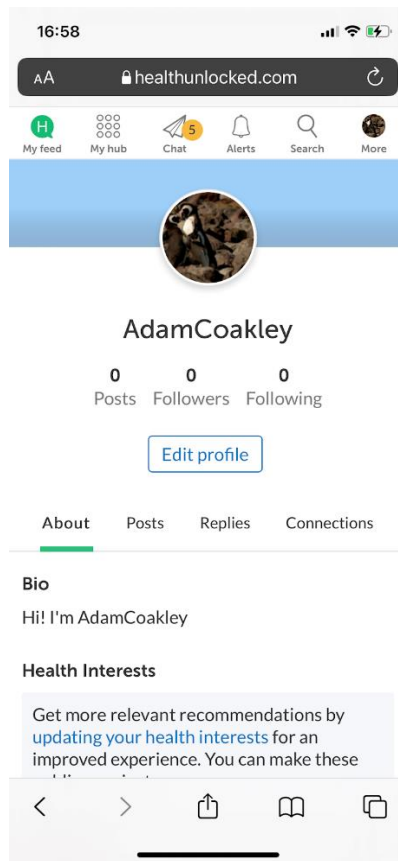 16:58
AA healthunlocked.com
H
5
My feed My hub Chat Alerts Search More
AdamCoakley
0 0 0
Posts Followers Following
Edit profile
About Posts Replies Connections
Bio
Hi! I'm AdamCoakley
Health Interests
Get more relevant recommendations by
updating your health interests for an
improved experience. You can make these